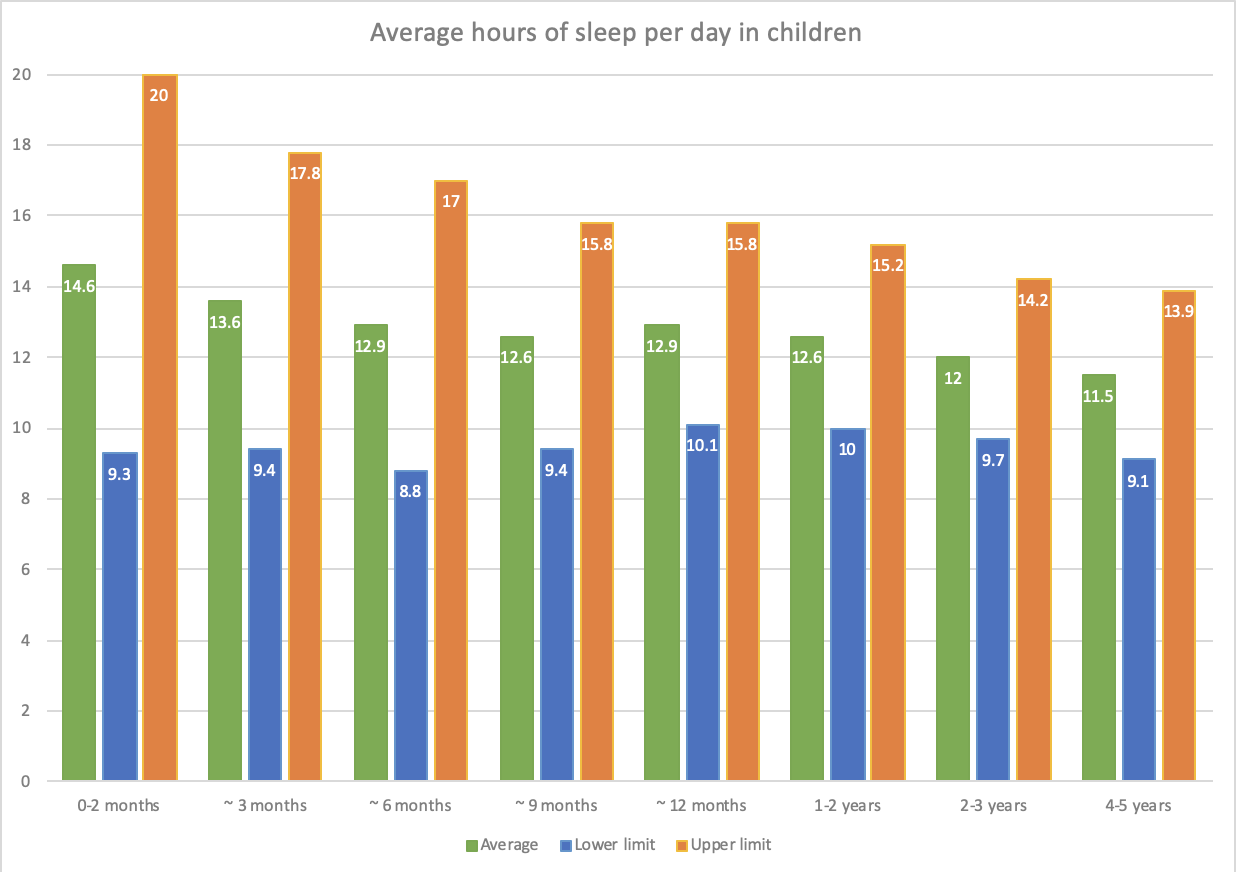 Average hours of sleep per day in children
20
18
16
14
12
10
8
6
4
2
0
14.6 9.3 20
13.6 9.4 17.8
12.9 8.8 17
12.6 9.4 15.8
12.9 10.1 15.8
12.6 10 15.2
12 9.7 14.2
11.5 9.1 13.9
0-2 months ~ 3 months ~ 6 months ~ 9 months ~ 12 months 1-2 years 2-3 years 4-5 years
Average Lower limit Upper limit